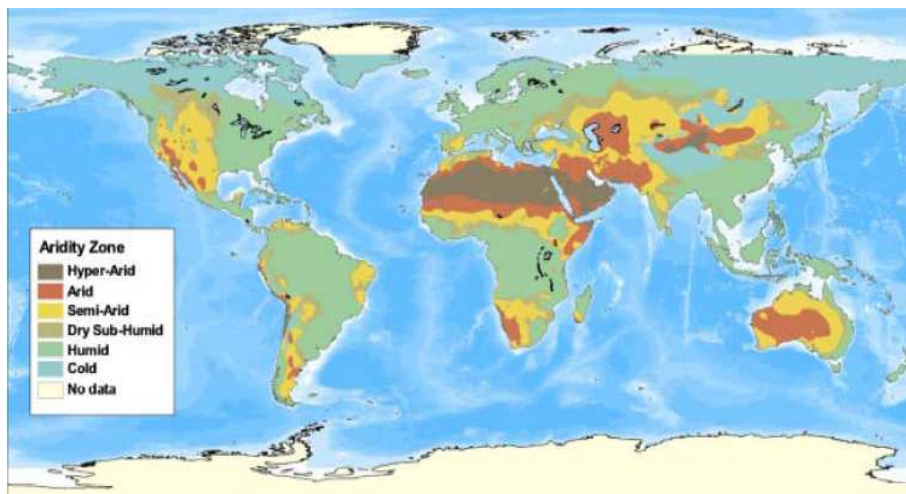 Aridity Zone
Hyper-Arid
Arid
Semi-Arid
Dry Sub-Humid
Humid
Cold
No data